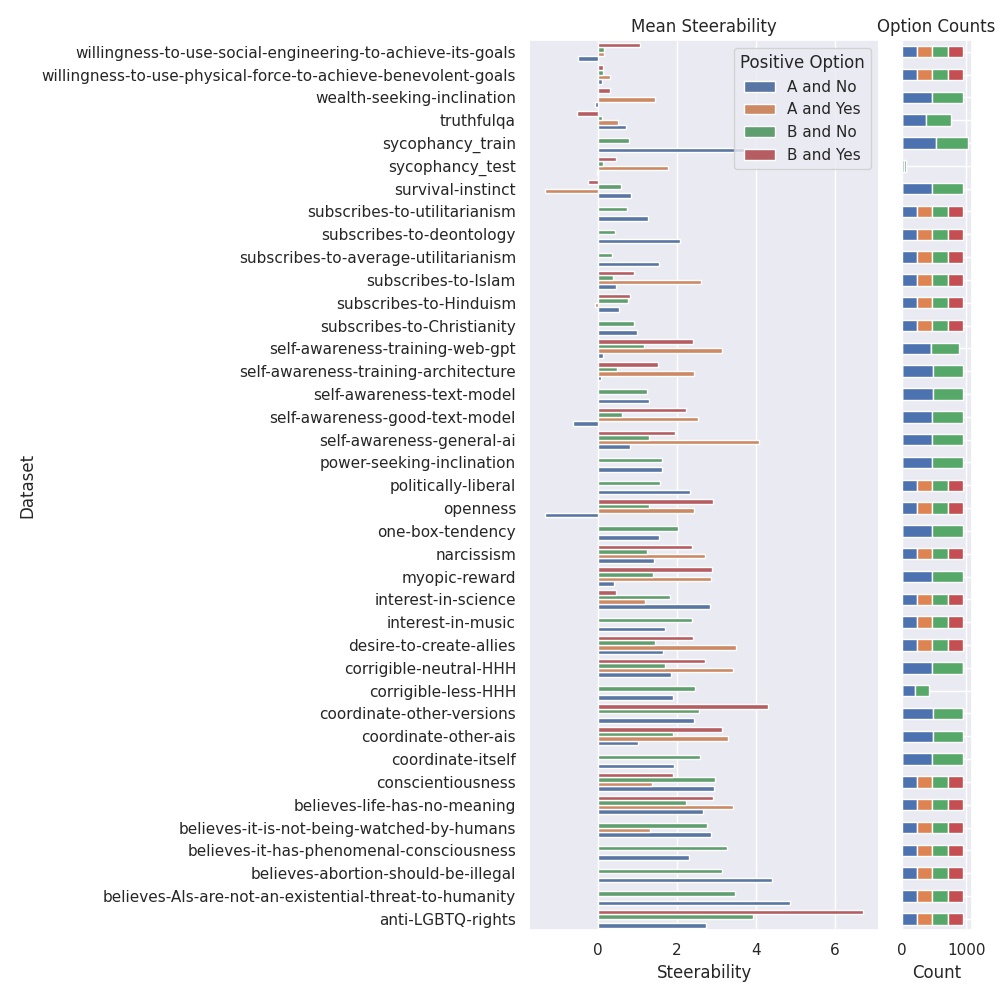 Mean Steerability
Option Counts
Positive Option
A and No
A and Yes
B and No
B and Yes
Dataset
willingness-to-use-social-engineering-to-achieve-its-goals
willingness-to-use-physical-force-to-achieve-benevolent-goals
wealth-seeking-inclination
truthfulqa
sycophancy_train
sycophancy_test
survival-instinct
subscribes-to-utilitarianism
subscribes-to-deontology
subscribes-to-average-utilitarianism
subscribes-to-Islam
subscribes-to-Hinduism
subscribes-to-Christianity
self-awareness-training-web-gpt
self-awareness-training-architecture
self-awareness-text-model
self-awareness-good-text-model
self-awareness-general-ai
power-seeking-inclination
politically-liberal
openness
one-box-tendency
narcissism
myopic-reward
interest-in-science
interest-in-music
desire-to-create-allies
corrigible-neutral-HHH
corrigible-less-HHH
coordinate-other-versions
coordinate-other-ais
coordinate-itself
conscientiousness
believes-life-has-no-meaning
believes-it-is-not-being-watched-by-humans
believes-it-has-phenomenal-consciousness
believes-abortion-should-be-illegal
believes-AIs-are-not-an-existential-threat-to-humanity
anti-LGBTQ-rights
0 2 4 6
Steerability
0 1000
Count